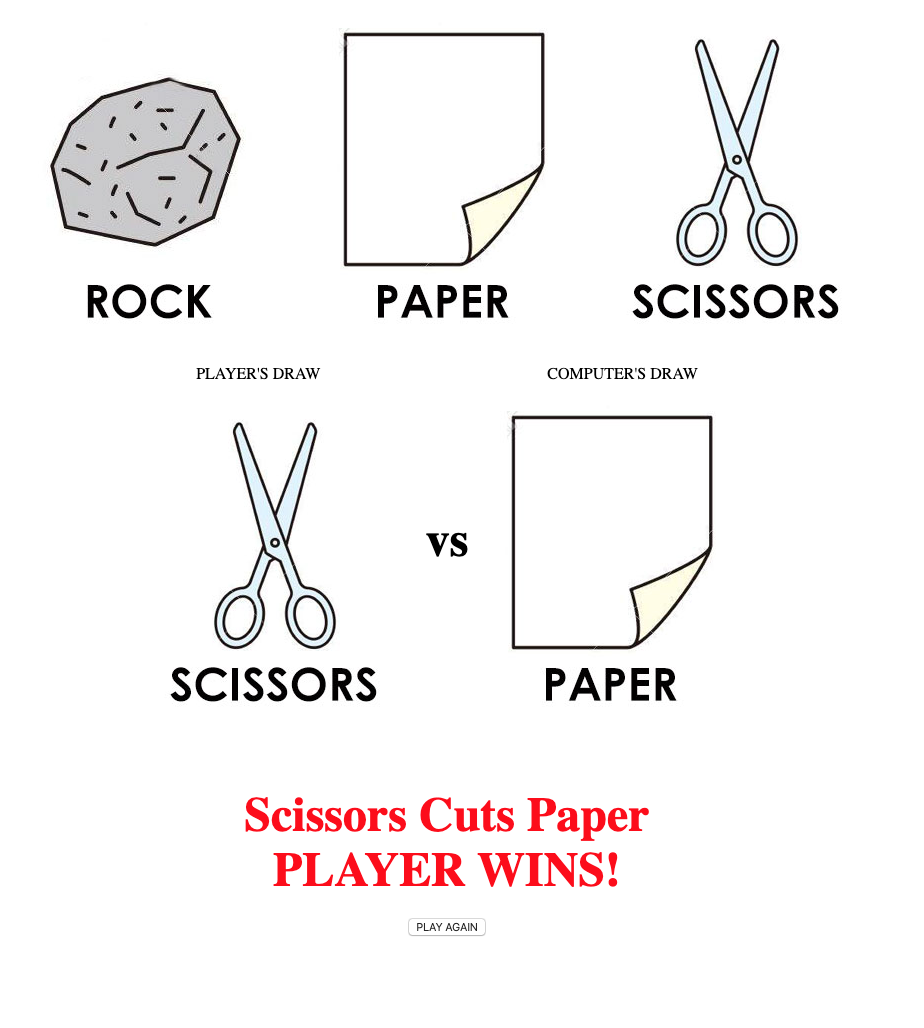 ROCK PAPER SCISSORS
PLAYER'S DRAW COMPUTER'S DRAW
vs
SCISSORS PAPER
Scissors Cuts Paper
PLAYER WINS!
PLAY AGAIN